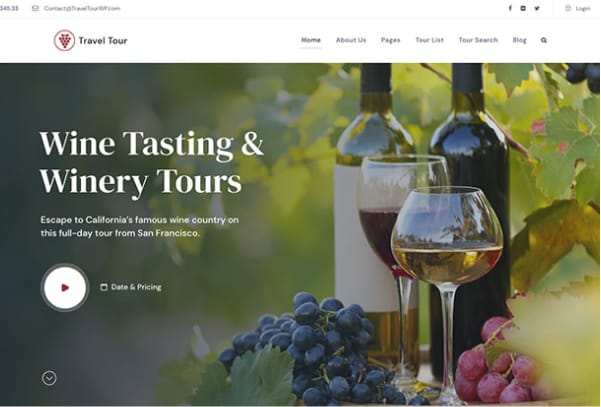 345.33 Contact@TravelTourWP.com Login
Travel Tour Home About Us Pages Tour List Tour Search Blog
Wine Tasting &
Winery Tours
Escape to California's famous wine country on
this full-day tour from San Francisco.
Date & Pricing